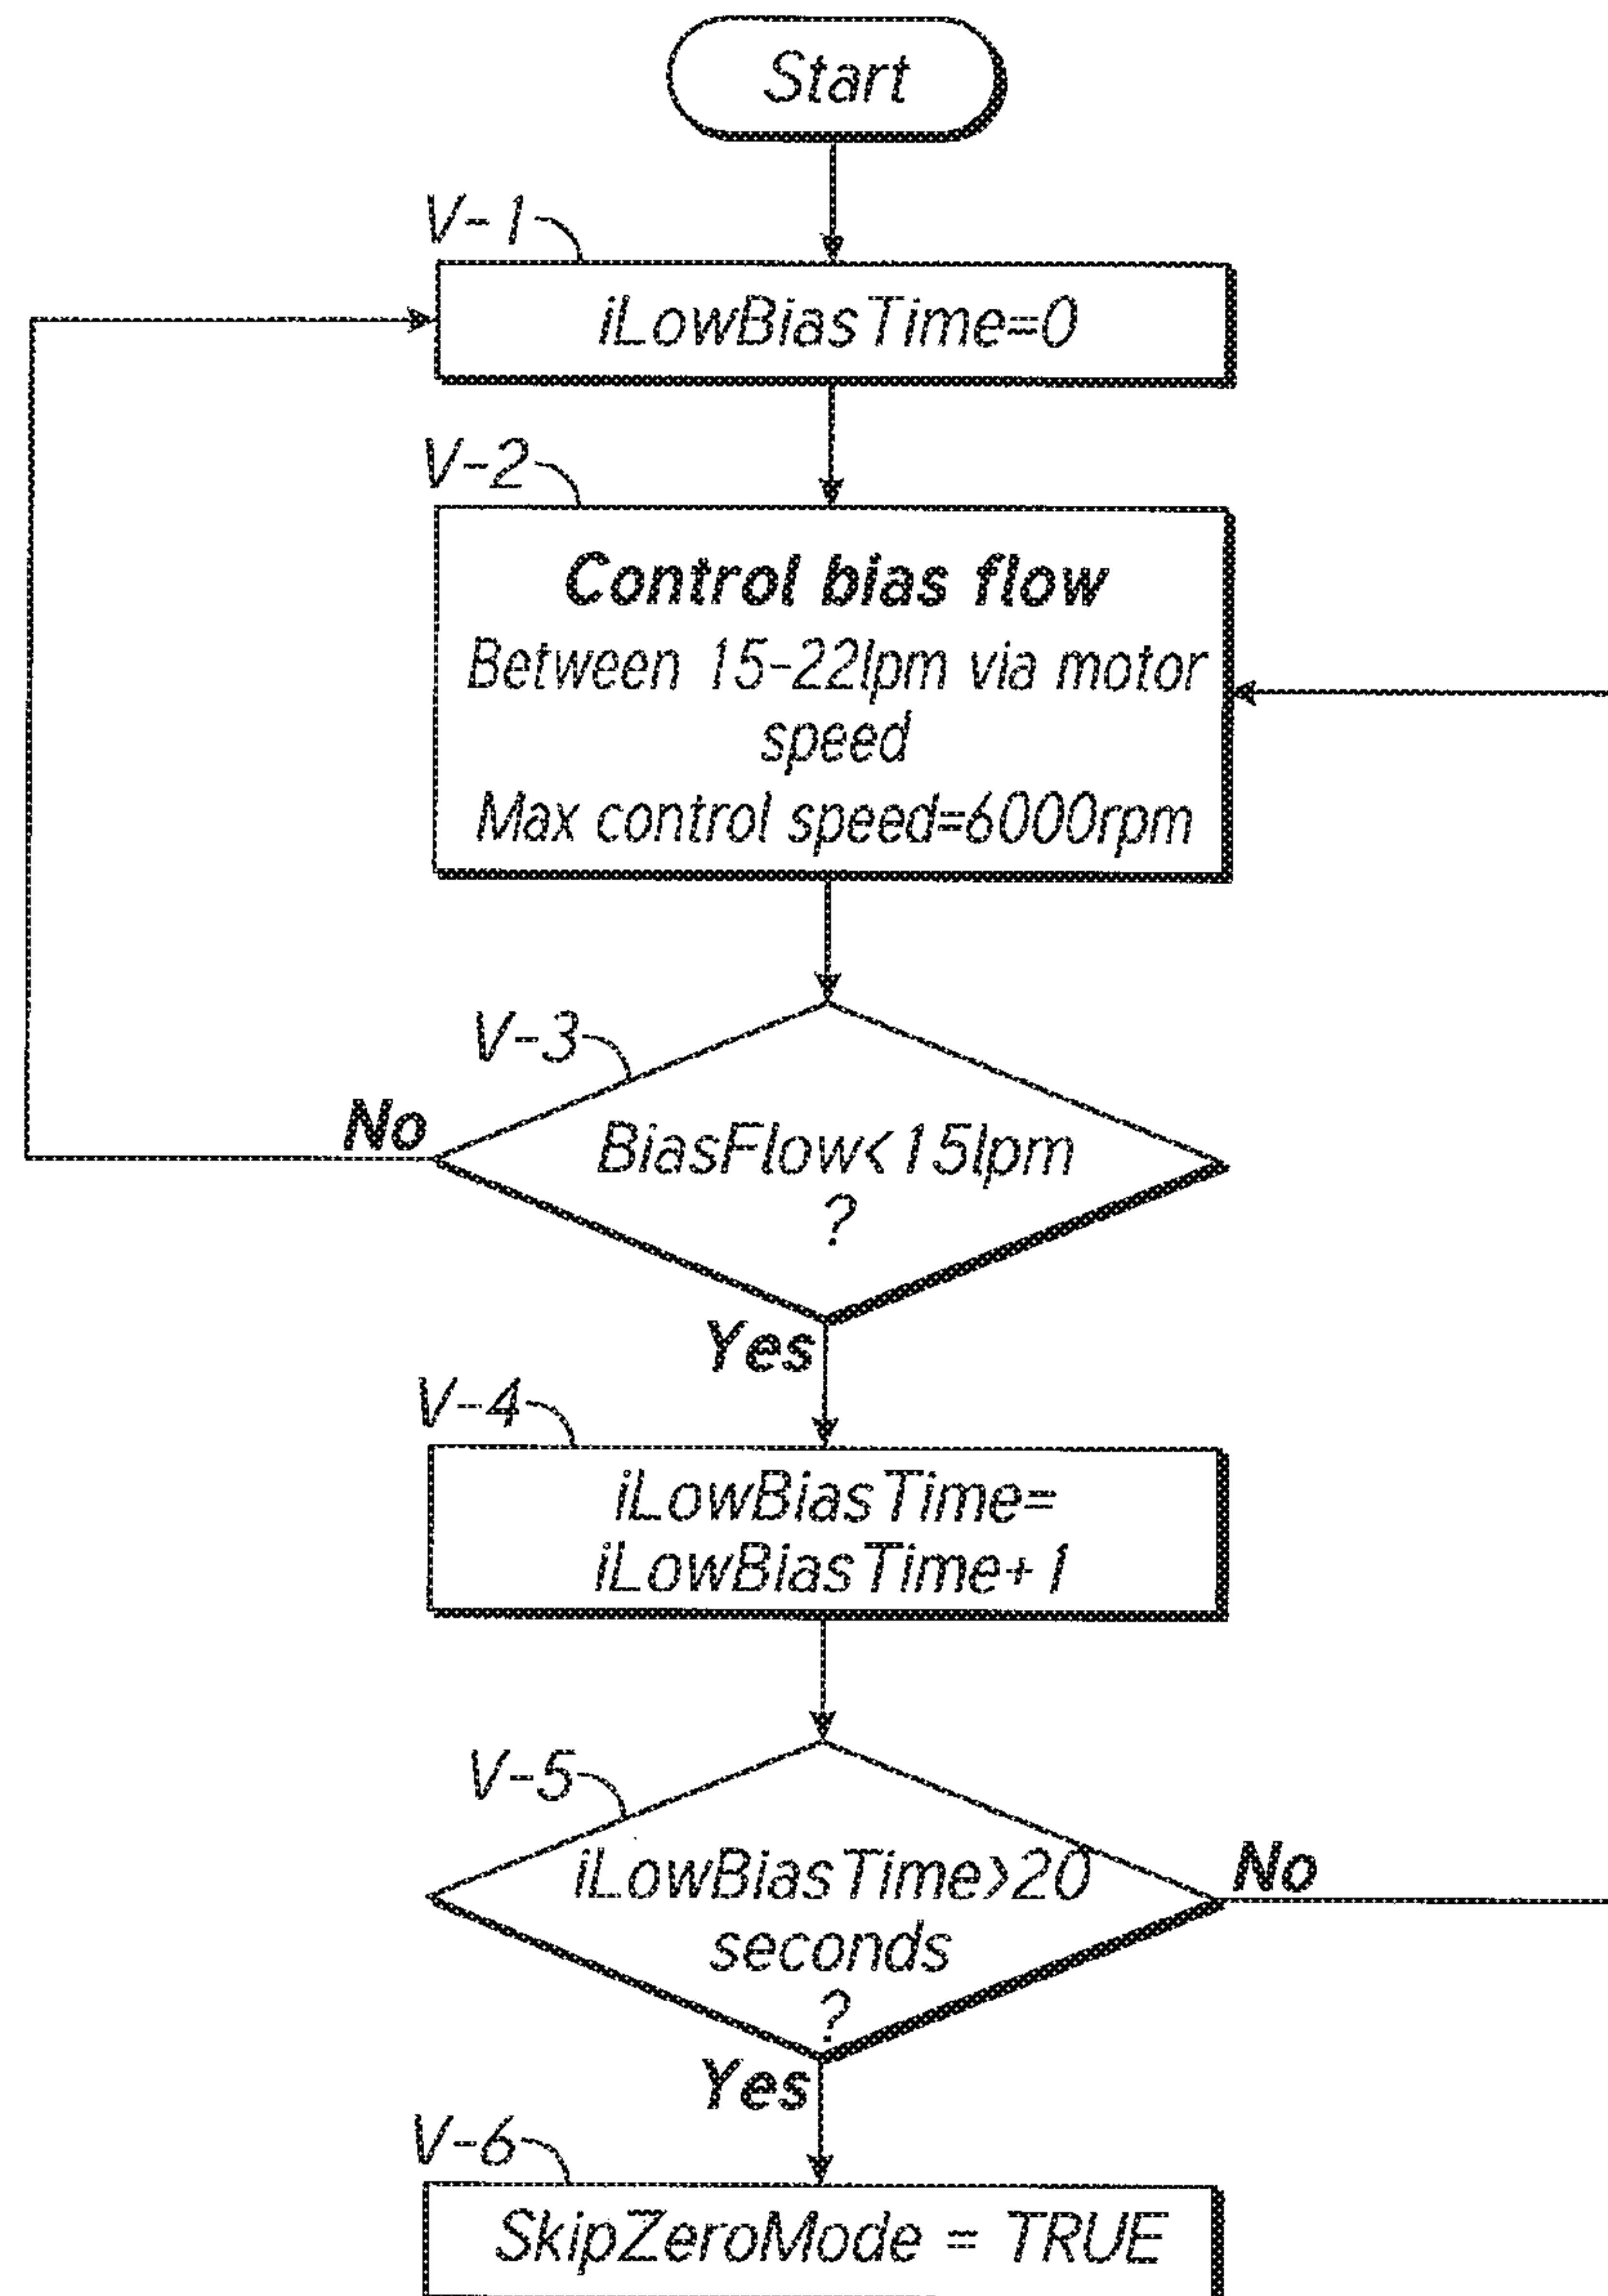 Start
V-1
iLowBiasTime=0
V-2
Control bias flow
Between 15-22lpm via motor
speed
Max control speed=6000rpm
V-3
No
BiasFlow<15lpm
?
Yes
V-4
iLowBiasTime=
iLowBiasTime+1
V-5
iLowBiasTime>20
No
seconds
?
Yes
V-6
SkipZeroMode = TRUE